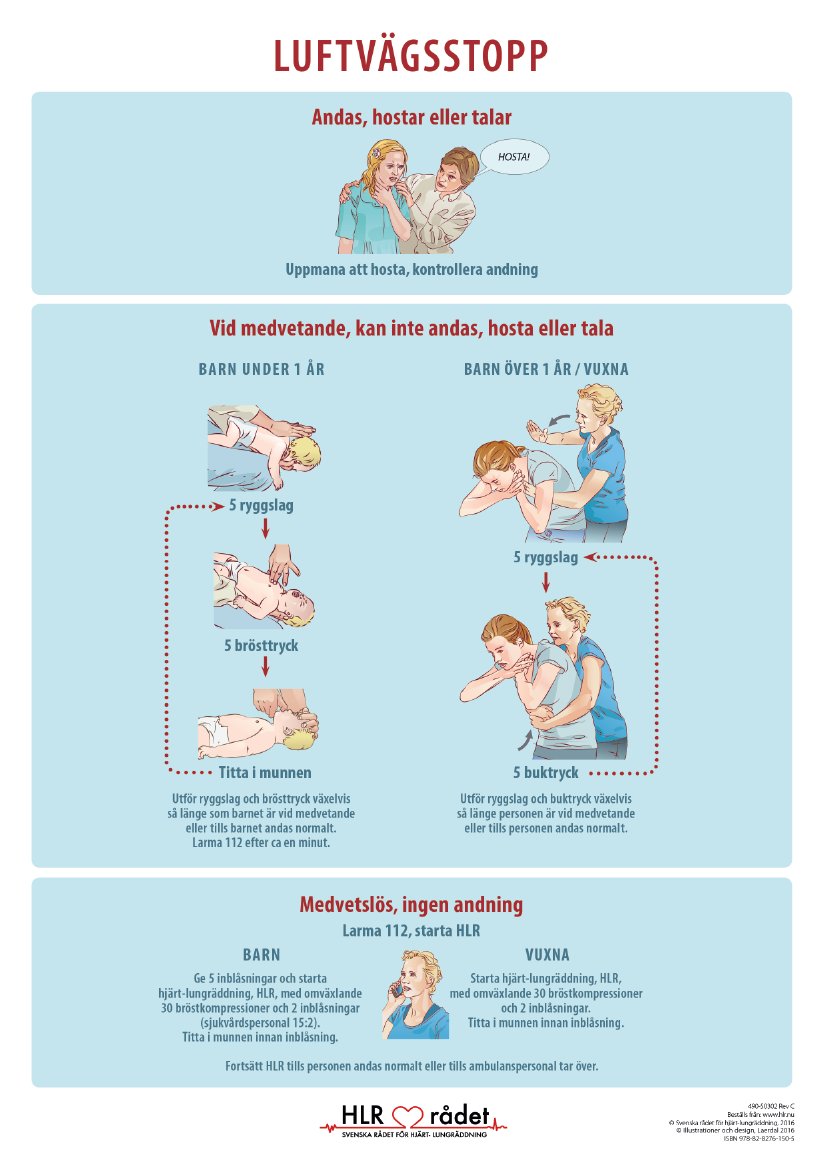 LUFTVÄGSSTOPP
Andas, hostar eller talar
HOSTA!
Uppmana att hosta, kontrollera andning
Vid medvetande, kan inte andas, hosta eller tala
BARN UNDER 1 ÅR
5 ryggslag
5 brösttryck
Titta i munnen
Utför ryggslag och brösttryck växelvis
så länge som barnet är vid medvetande
eller tills barnet andas normalt.
Larma 112 efter ca en minut.
BARN ÖVER 1 ÅR / VUXNA
5 ryggslag
5 buktryck
Utför ryggslag och buktryck växelvis
så länge personen är vid medvetande
eller tills personen andas normalt.
Medvetslös, ingen andning
Larma 112, starta HLR
BARN
Ge 5 inblåsningar och starta
hjärt-lungräddning, HLR, med omväxlande
30 bröstkompressioner och 2 inblåsningar
(sjukvårdspersonal 15:2).
Titta i munnen innan inblåsning.
VUXNA
Starta hjärt-lungräddning, HLR,
med omväxlande 30 bröstkompressioner
och 2 inblåsningar.
Titta i munnen innan inblåsning.
Fortsätt HLR tills personen andas normalt eller tills ambulanspersonal tar över.
HLR rådet
SVENSKA RÅDET FÖR HJÄRT- LUNGRÄDDNING
490-50302 Rev C
Beställs från: www.hlr.nu
© Svenska rådet för hjärt-lungräddning, 2016
© Illustrationer och design, Laerdal 2016
ISBN 978-82-8276-150-5